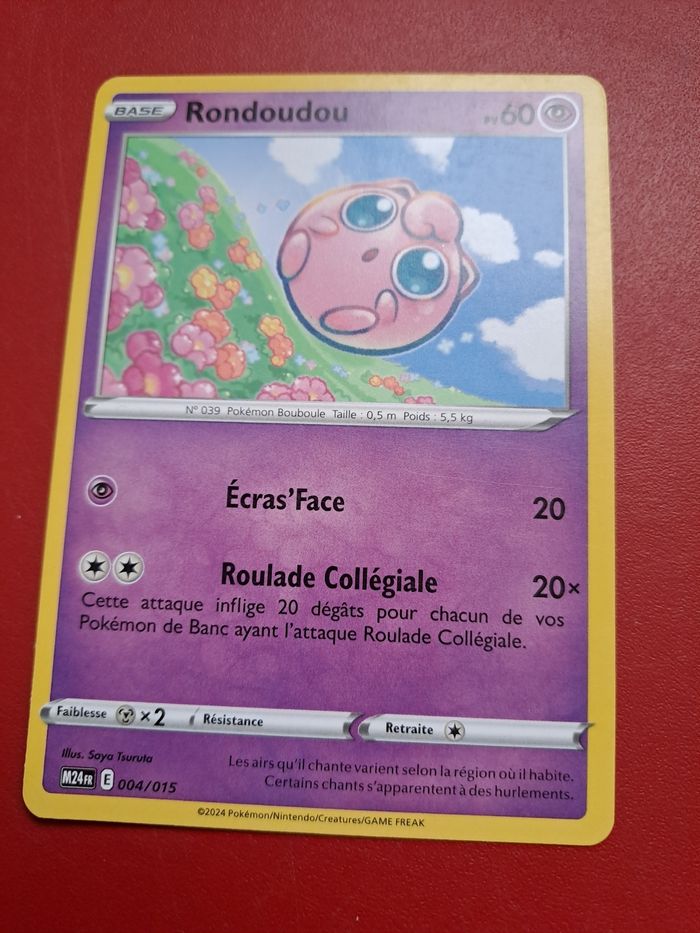 BASE Rondoudou PV60
N° 039 Pokémon Bouboule Taille : 0,5 m Poids : 5,5 kg
Écras'Face 20
Roulade Collégiale 20×
Cette attaque inflige 20 dégâts pour chacun de vos
Pokémon de Banc ayant l'attaque Roulade Collégiale.
Faiblesse ×2 Résistance Retraite
Illus. Saya Tsuruta
Les airs qu'il chante varient selon la région où il habite.
Certains chants s'apparentent à des hurlements.
M24 FR E 004/015
©2024 Pokémon/Nintendo/Creatures/GAME FREAK